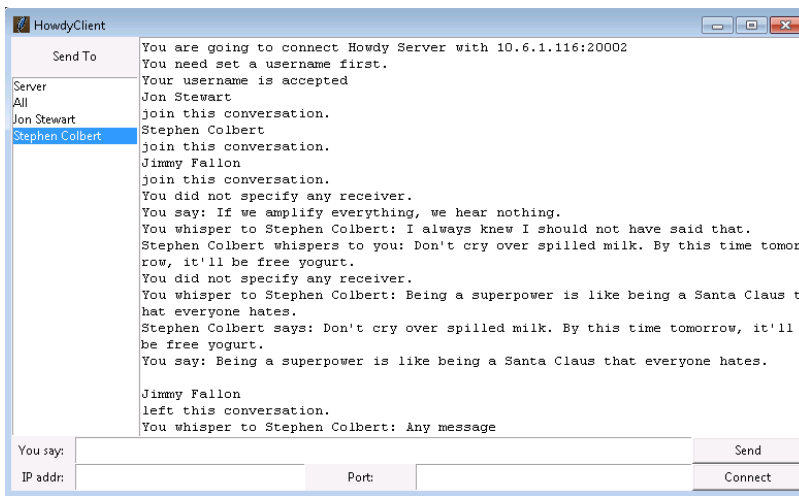 HowdyClient
Send To
Server
All
Jon Stewart
Stephen Colbert
You are going to connect Howdy Server with 10.6.1.116:20002
You need set a username first.
Your username is accepted
Jon Stewart
join this conversation.
Stephen Colbert
join this conversation.
Jimmy Fallon
join this conversation.
You did not specify any receiver.
You say: If we amplify everything, we hear nothing.
You whisper to Stephen Colbert: I always knew I should not have said that.
Stephen Colbert whispers to you: Don't cry over spilled milk. By this time tomor
row, it'll be free yogurt.
You did not specify any receiver.
You whisper to Stephen Colbert: Being a superpower is like being a Santa Claus t
hat everyone hates.
Stephen Colbert says: Don't cry over spilled milk. By this time tomorrow, it'll
be free yogurt.
You say: Being a superpower is like being a Santa Claus that everyone hates.
Jimmy Fallon
left this conversation.
You whisper to Stephen Colbert: Any message
You say:
Send
IP addr:
Port:
Connect